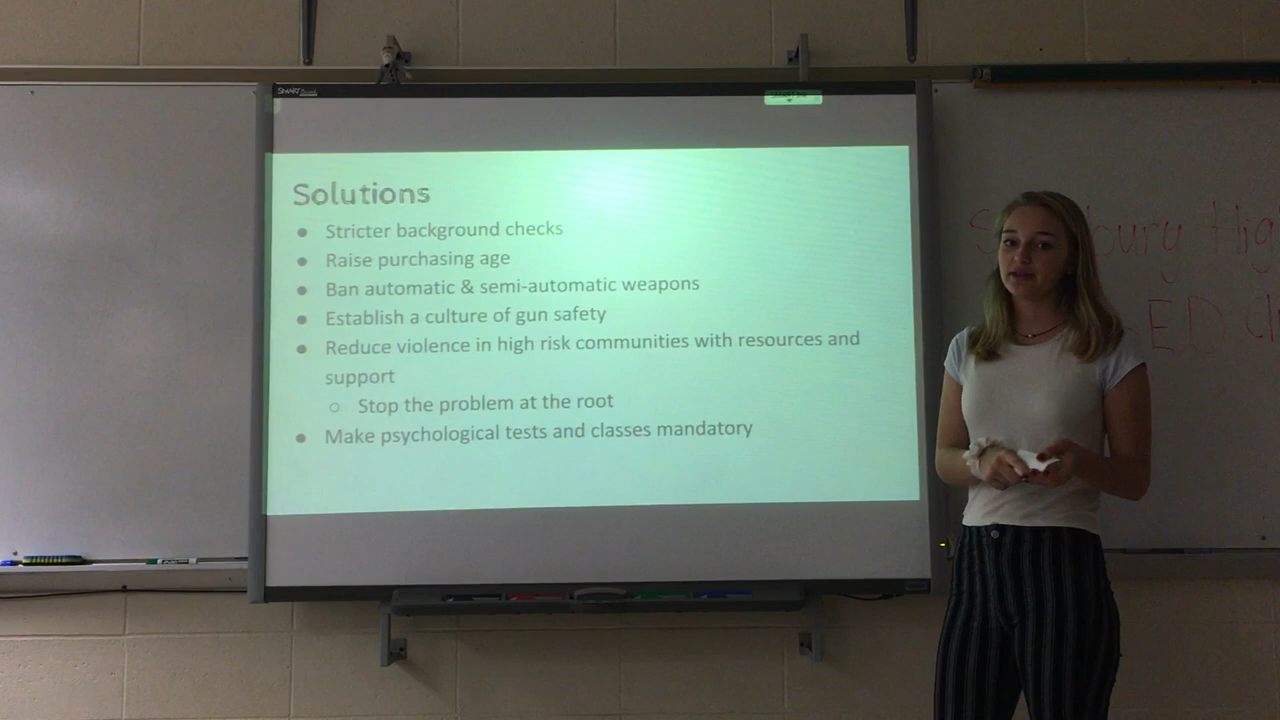 SMART Board
Solutions
● Stricter background checks
● Raise purchasing age
● Ban automatic & semi-automatic weapons
● Establish a culture of gun safety
● Reduce violence in high risk communities with resources and
support
○ Stop the problem at the root
● Make psychological tests and classes mandatory